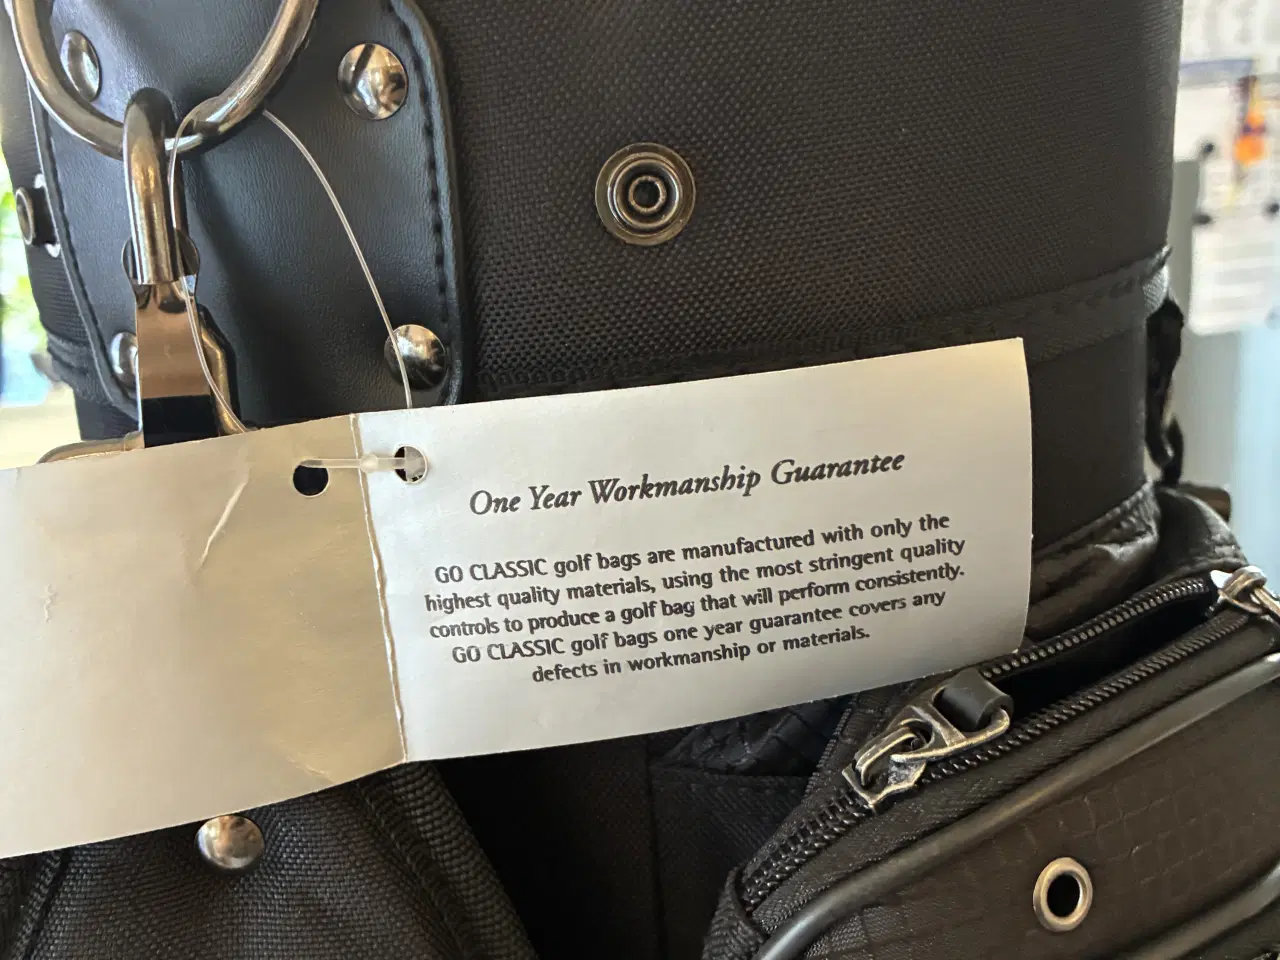 One Year Workmanship Guarantee
GO CLASSIC golf bags are manufactured with only the
highest quality materials, using the most stringent quality
controls to produce a golf bag that will perform consistently.
GO CLASSIC golf bags one year guarantee covers any
defects in workmanship or materials.